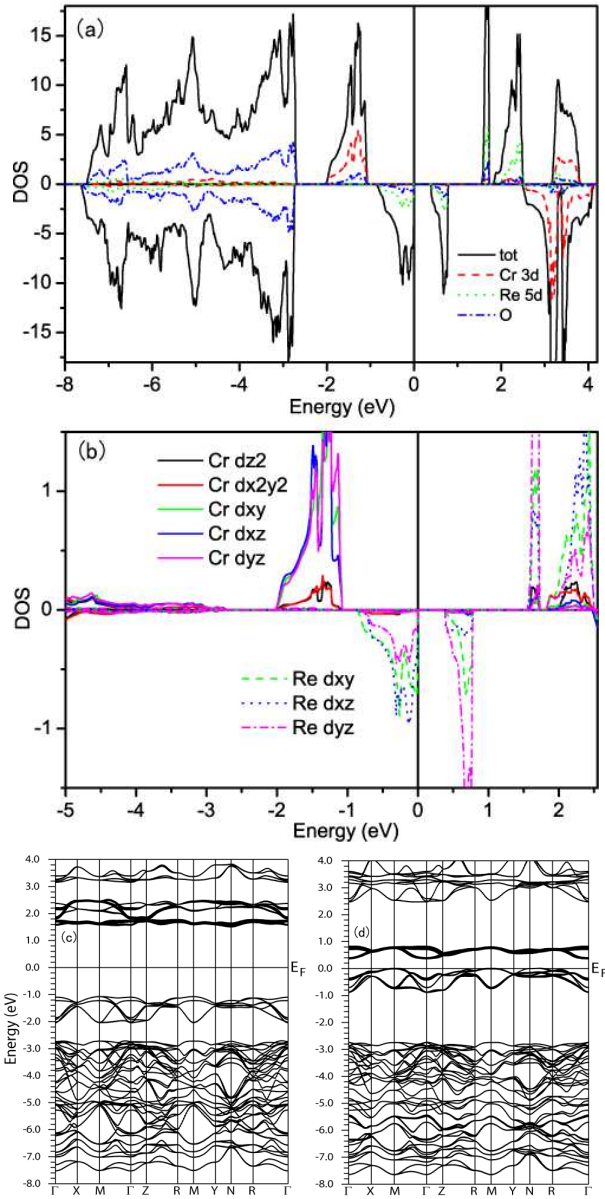 (a)
15
10
5
0
-5
-10
-15
DOS
tot
Cr 3d
Re 5d
O
-8 -6 -4 -2 0 2 4
Energy (eV)
(b)
1
0
-1
DOS
Cr dz2
Cr dx2y2
Cr dxy
Cr dxz
Cr dyz
Re dxy
Re dxz
Re dyz
-5 -4 -3 -2 -1 0 1 2
Energy (eV)
4.0
3.0
2.0
1.0
0.0
-1.0
-2.0
-3.0
-4.0
-5.0
-6.0
-7.0
8.0
Energy (eV)
(c)
E F
Γ X M Γ Z R M Y N R Γ
4.0
3.0
2.0
1.0
0.0
-1.0
-2.0
-3.0
-4.0
-5.0
-6.0
-7.0
-8.0
(d)
E F
Γ X M Γ Z R M Y N R Γ